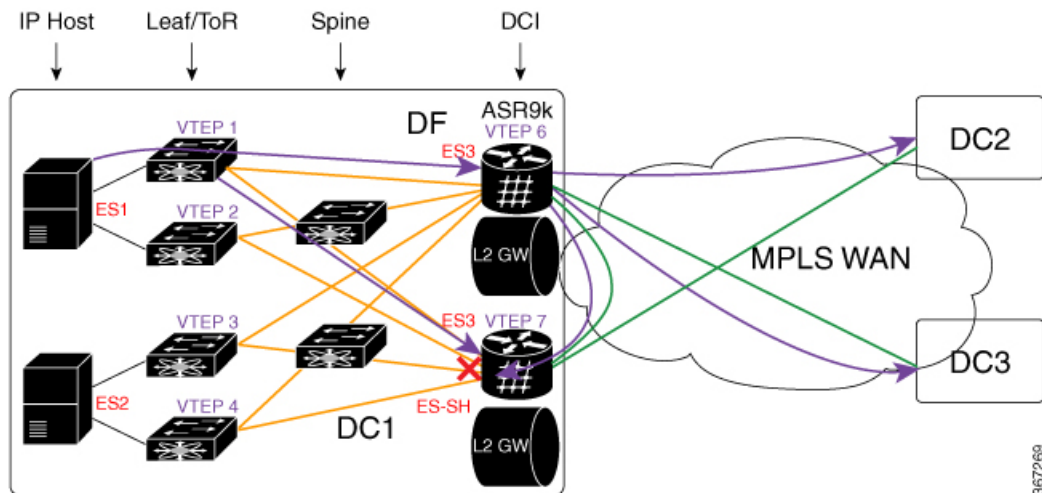 IP Host
Leaf/ToR
Spine
DCI
ASR9k
VTEP 1
DF
ES3
VTEP 6
DC2
ES1
VTEP 2
L2 GW
MPLS WAN
VTEP 3
ES3
VTEP 7
DC3
ES2
VTEP 4
ES-SH
DC1
L2 GW
367269